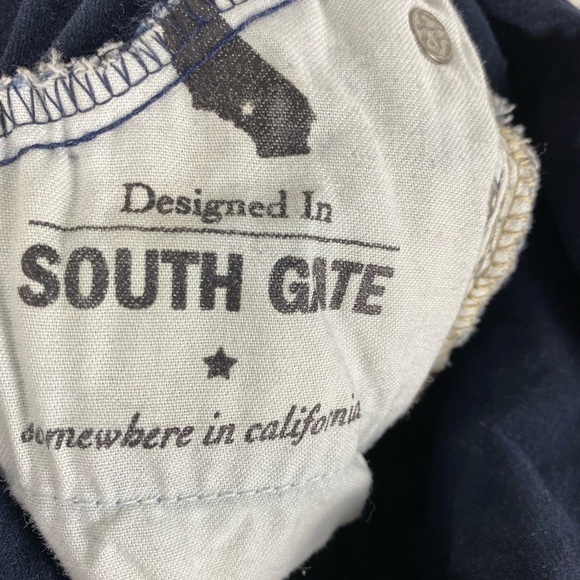 Designed In
SOUTH GATE
somewhere in california